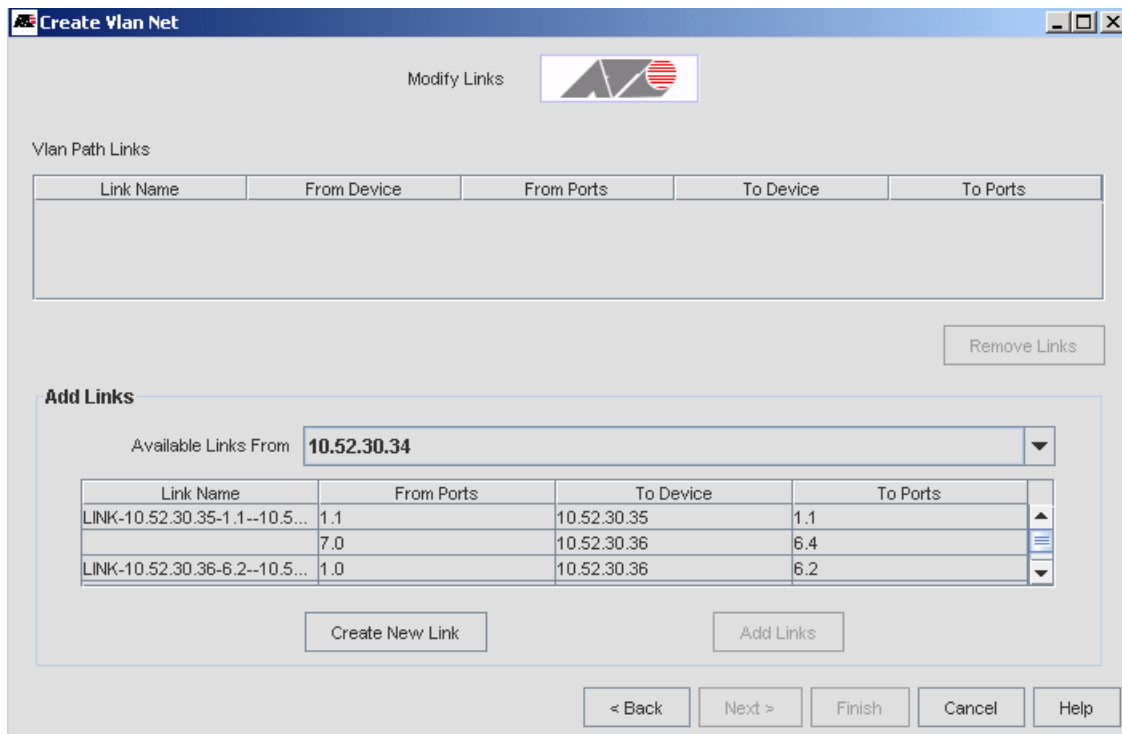 Create Vlan Net
Modify Links
Vlan Path Links
Link Name From Device From Ports To Device To Ports
Remove Links
Add Links
Available Links From 10.52.30.34
Link Name From Ports To Device To Ports
LINK-10.52.30.35-1.1--10.5... 1.1 10.52.30.35 1.1
7.0 10.52.30.36 6.4
LINK-10.52.30.36-6.2--10.5... 1.0 10.52.30.36 6.2
Create New Link Add Links
< Back Next > Finish Cancel Help